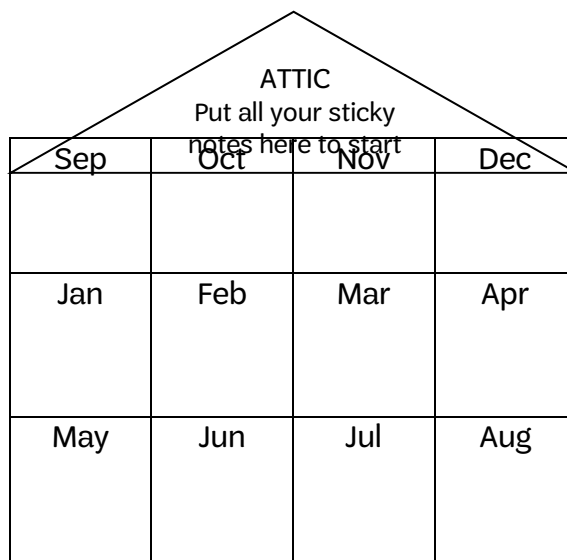 ATTIC
Put all your sticky
notes here to start
Sep Oct Nov Dec
Jan Feb Mar Apr
May Jun Jul Aug